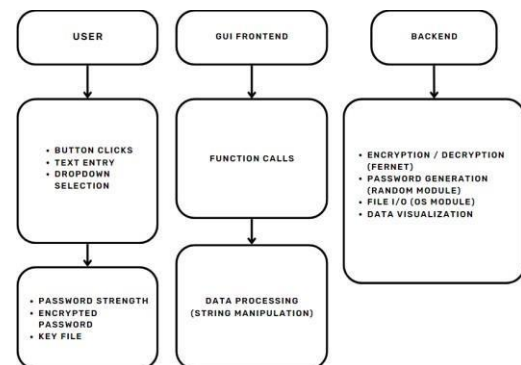 USER
GUI FRONTEND
BACKEND
• BUTTON CLICKS
• TEXT ENTRY
• DROPDOWN
SELECTION
FUNCTION CALLS
• ENCRYPTION / DECRYPTION
(FERNET)
• PASSWORD GENERATION
(RANDOM MODULE)
• FILE I/O (OS MODULE)
• DATA VISUALIZATION
• PASSWORD STRENGTH
• ENCRYPTED
PASSWORD
• KEY FILE
DATA PROCESSING
(STRING MANIPULATION)